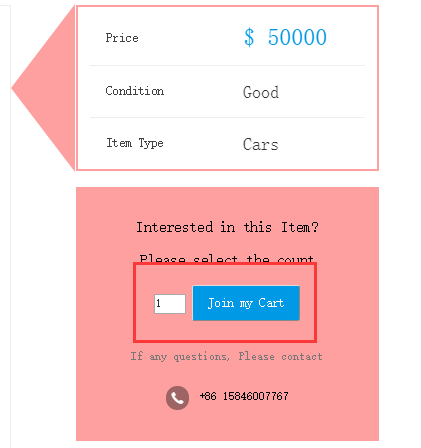 Price $ 50000
Condition Good
Item Type Cars
Interested in this Item?
Please select the count
1 Join my Cart
If any questions, Please contact
+86 15846007767